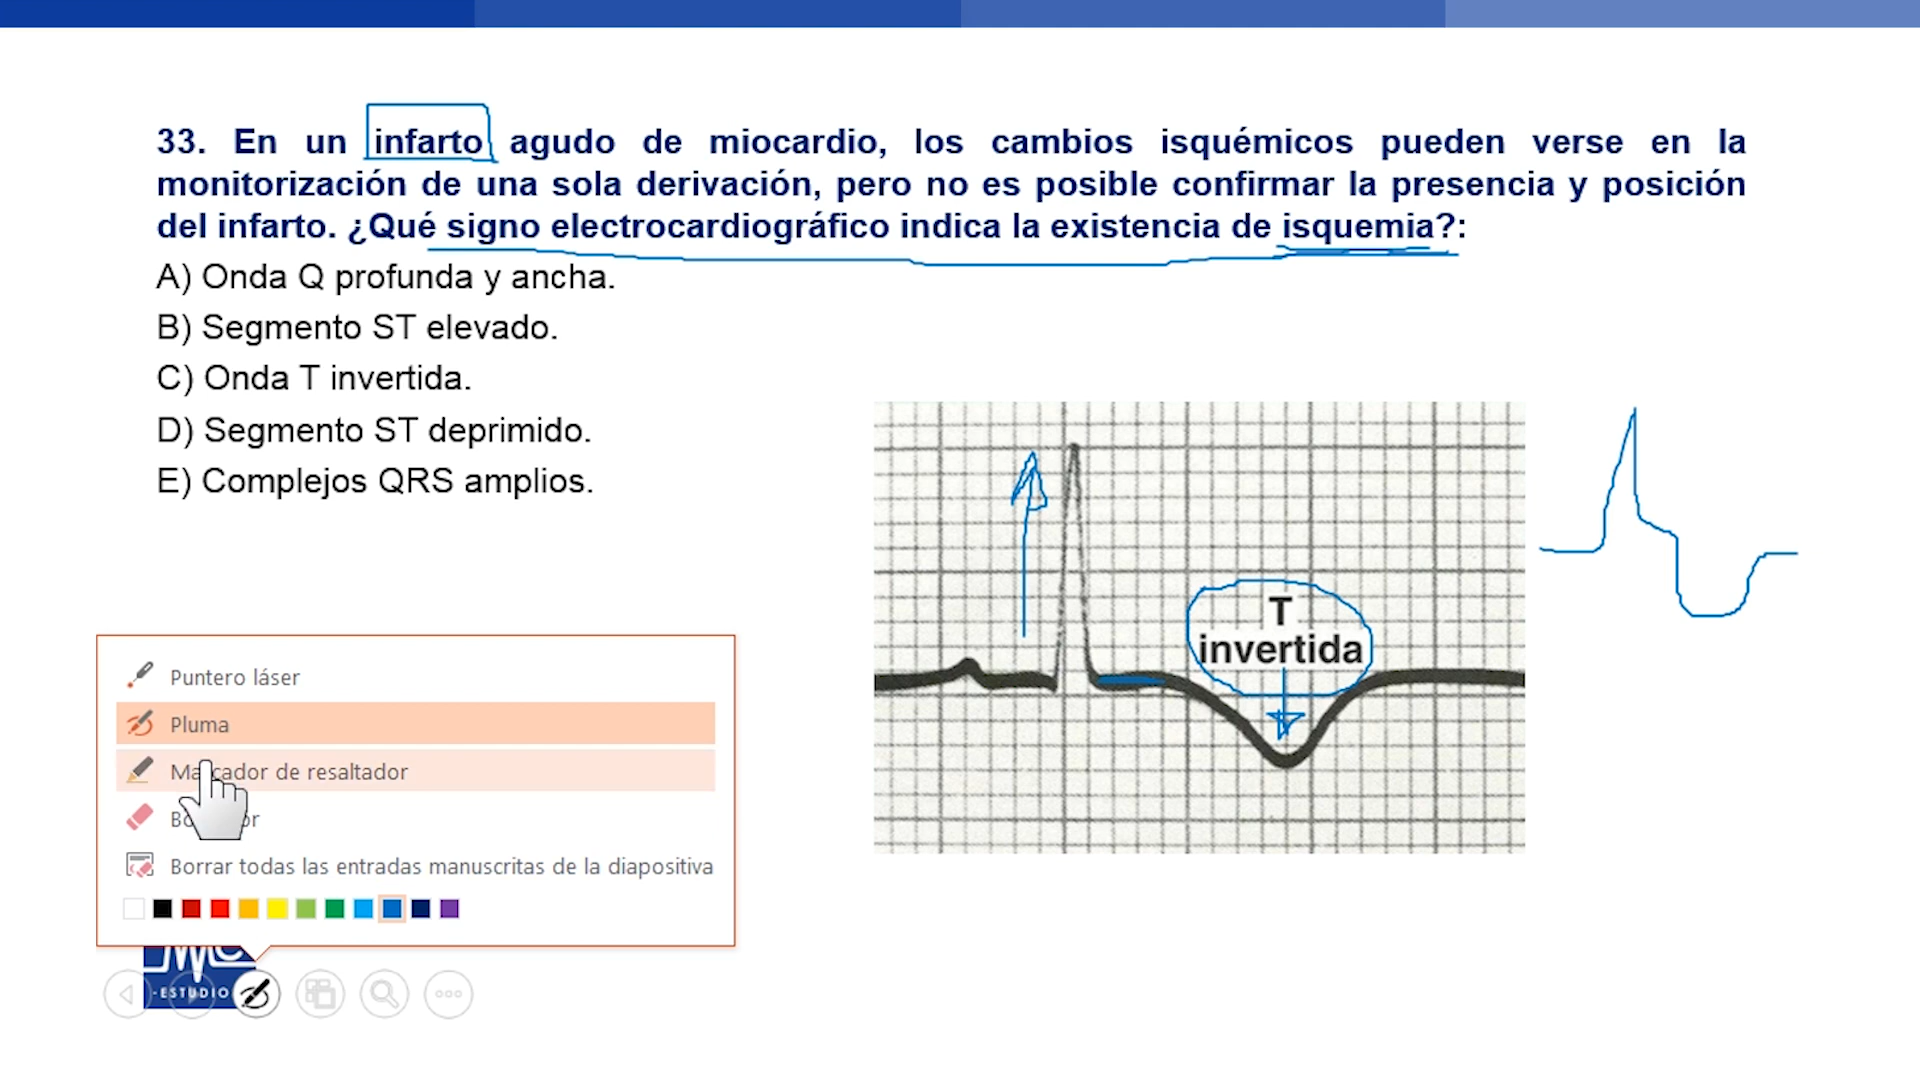 33. En un infarto agudo de miocardio, los cambios isquémicos pueden verse en la
monitorización de una sola derivación, pero no es posible confirmar la presencia y posición
del infarto. ¿Qué signo electrocardiográfico indica la existencia de isquemia?:
A) Onda Q profunda y ancha.
B) Segmento ST elevado.
C) Onda T invertida.
D) Segmento ST deprimido.
E) Complejos QRS amplios.
T
invertida
Puntero láser
Pluma
de resaltador
Borrar todas las entradas manuscritas de la diapositiva
ESTUDIO